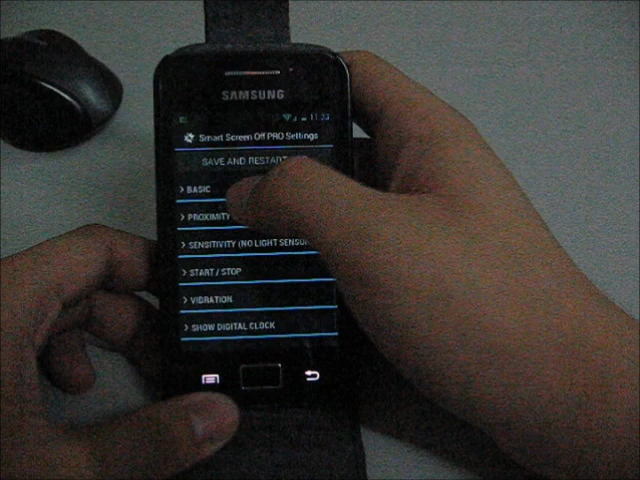 SAMSUNG
11:33
Smart Screen Off PRO Settings
SAVE AND RESTART
> BASIC
> PROXIMITY
> SENSITIVITY (NO LIGHT SENSOR
> START / STOP
> VIBRATION
> SHOW DIGITAL CLOCK